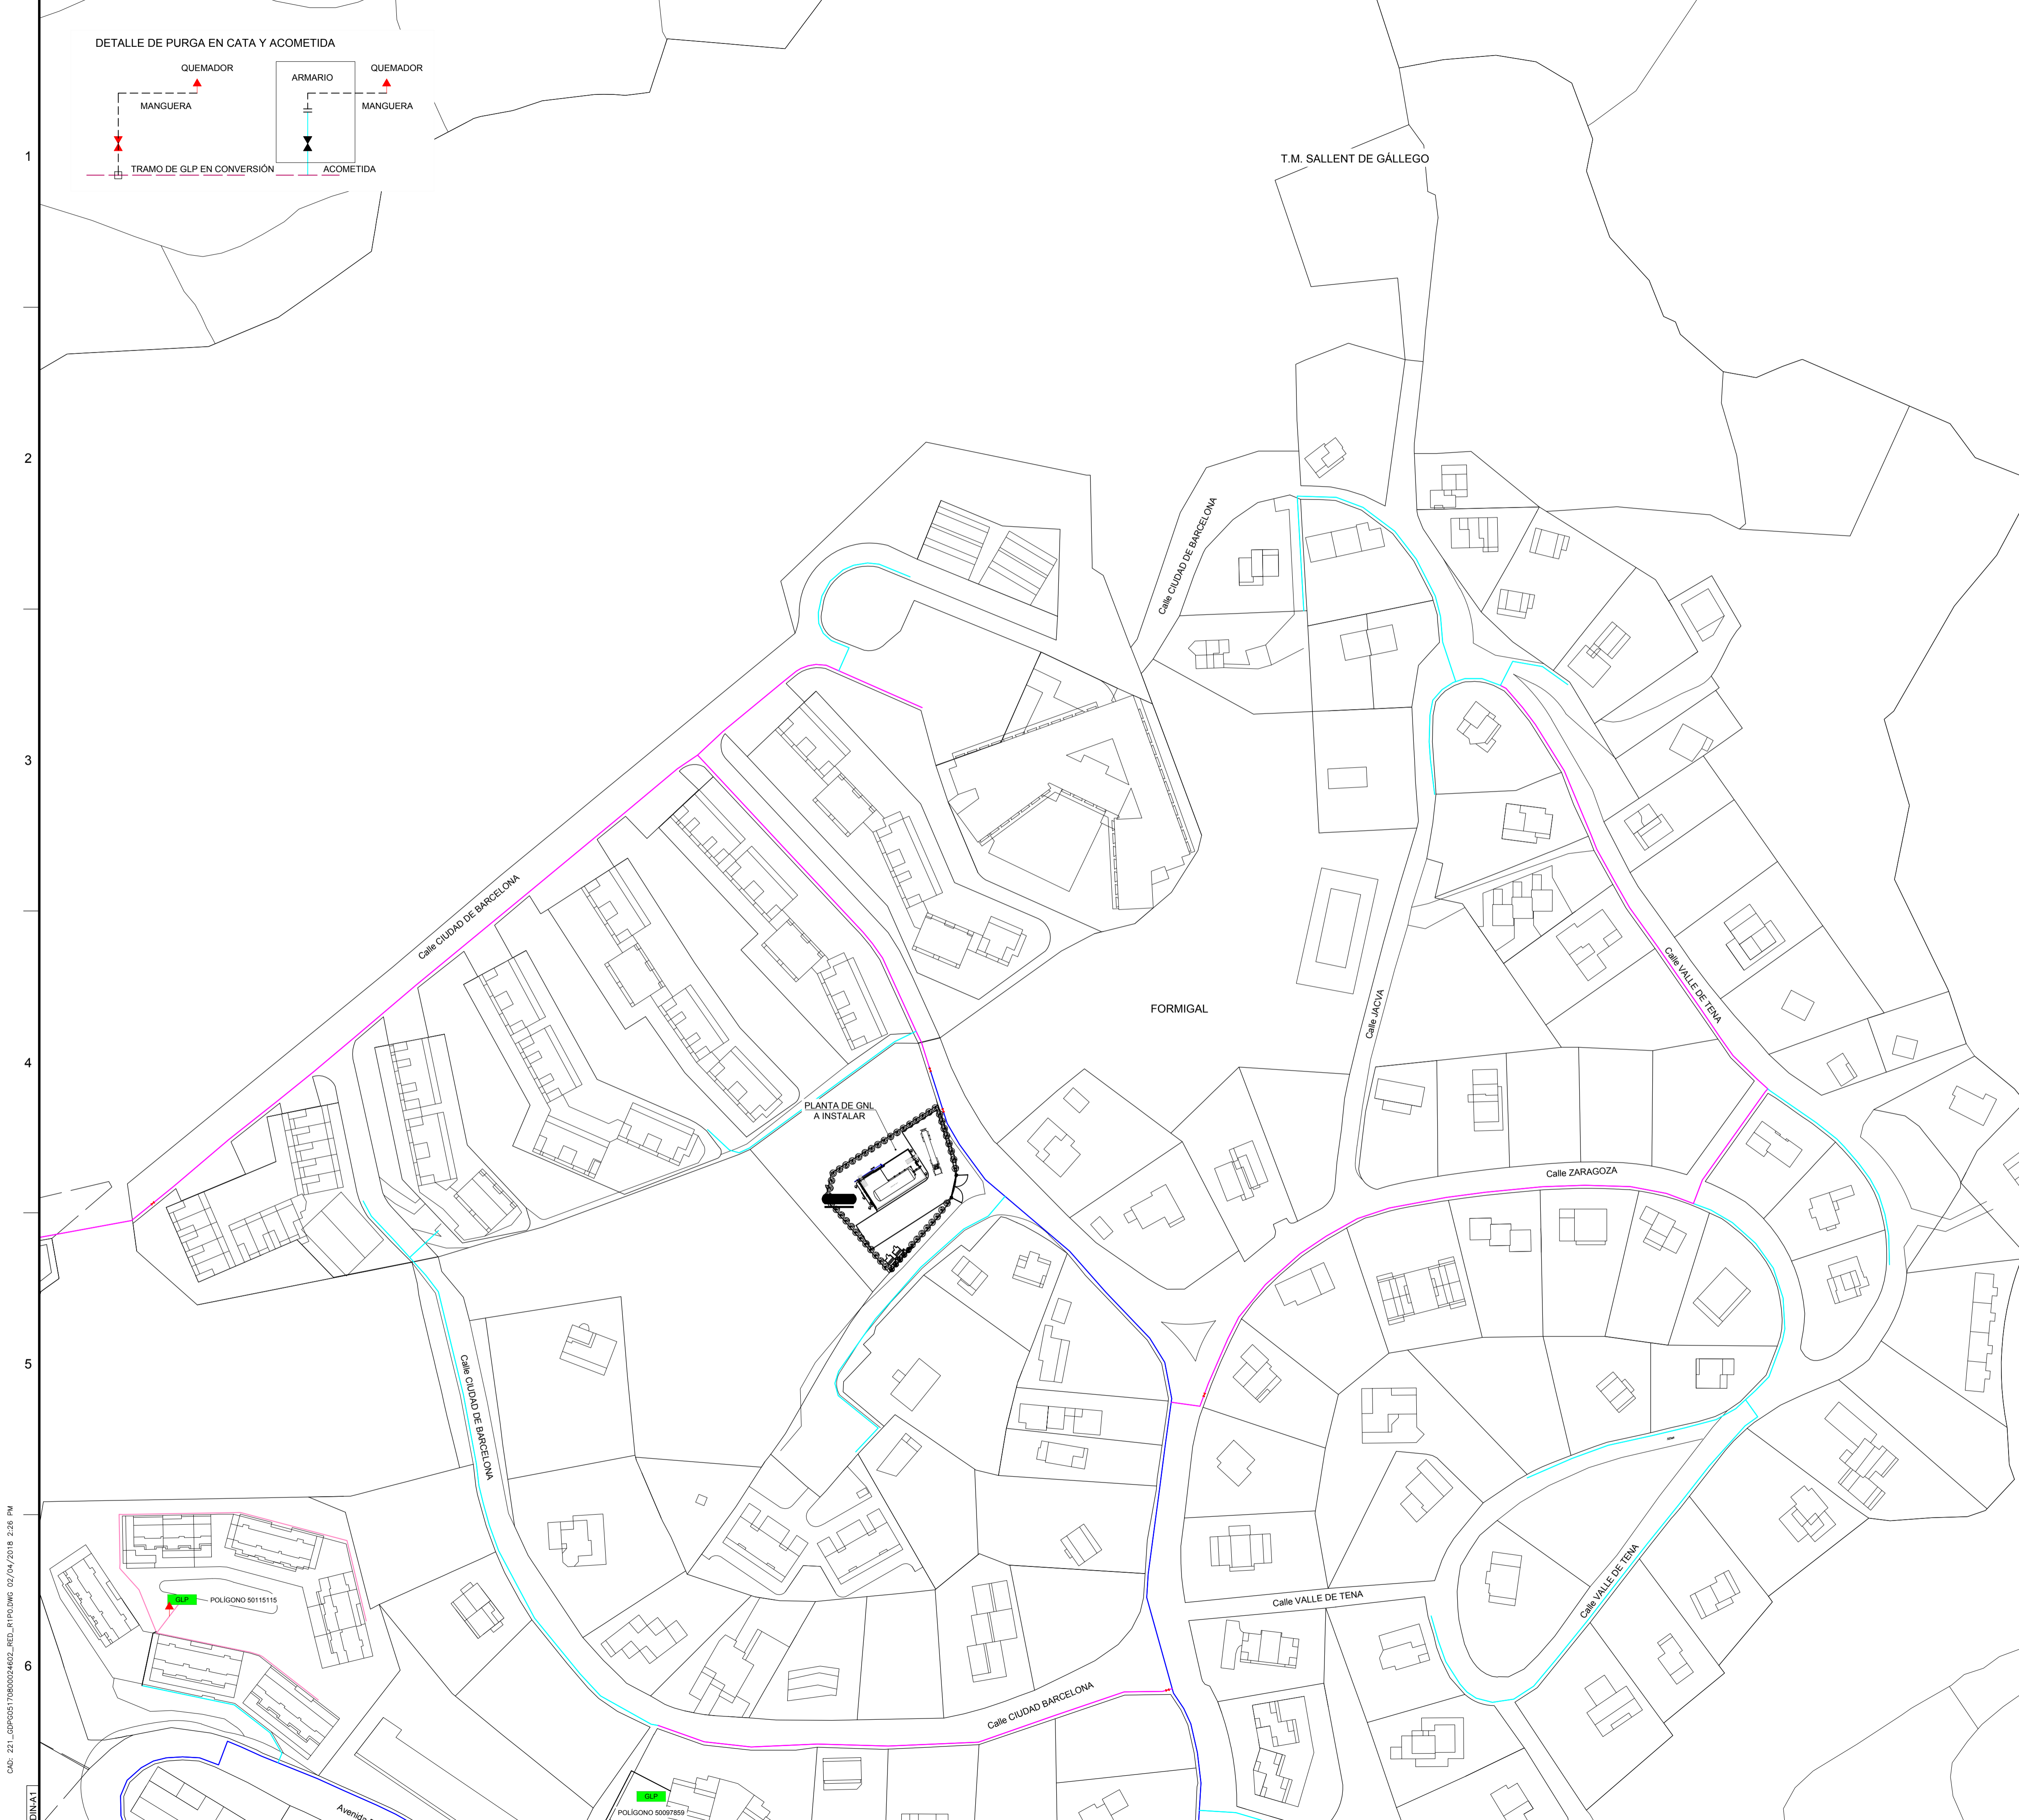 DETALLE DE PURGA EN CATA Y ACOMETIDA
QUEMADOR
ARMARIO
QUEMADOR
MANGUERA
MANGUERA
TRAMO DE GLP EN CONVERSIÓN
ACOMETIDA
1
T.M. SALLENT DE GÁLLEGO
2
Calle CIUDAD DE BARCELONA
3
Calle CIUDAD DE BARCELONA
Calle VALLE DE TENA
FORMIGAL
Calle JACVA
4
PLANTA DE GNL
A INSTALAR
Calle ZARAGOZA
5
Calle CIUDAD DE BARCELONA
Calle VALLE DE TENA
Calle VALLE DE TENA
GLP
POLÍGONO 50115115
6
Calle CIUDAD BARCELONA
GLP
POLÍGONO 50097859
Avenida
CAD: 221_GDPG0517080024602_RED_R1P0.DWG 02/04/2018 2:26 PM
DIN-A1